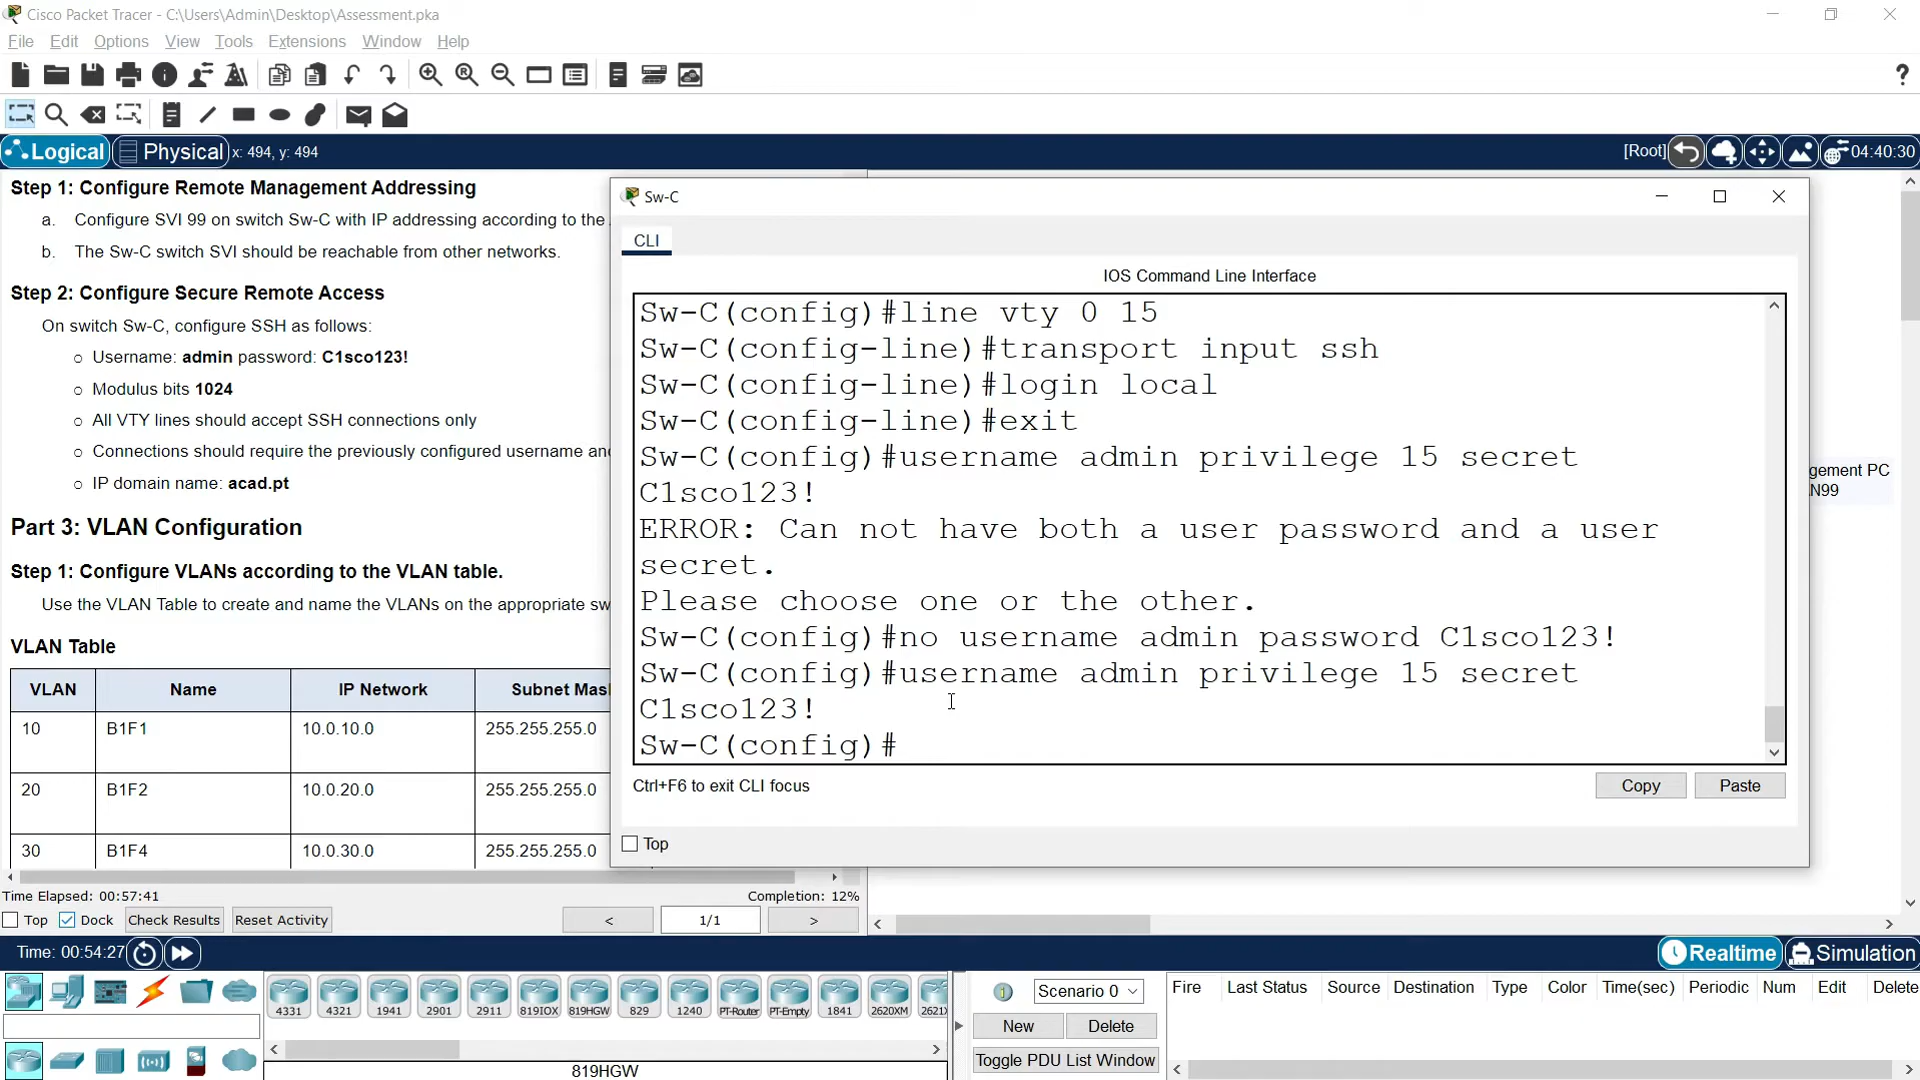 Cisco Packet Tracer - C:\Users\Admin\Desktop\Assessment.pka
File Edit Options View Tools Extensions Window Help
Logical Physical x: 494, y: 494
[Root] 04:40:30
Step 1: Configure Remote Management Addressing
a. Configure SVI 99 on switch Sw-C with IP addressing according to the
b. The Sw-C switch SVI should be reachable from other networks.
Step 2: Configure Secure Remote Access
On switch Sw-C, configure SSH as follows:
o Username: admin password: C1sco123!
o Modulus bits 1024
o All VTY lines should accept SSH connections only
o Connections should require the previously configured username an
o IP domain name: acad.pt
Part 3: VLAN Configuration
Step 1: Configure VLANs according to the VLAN table.
Use the VLAN Table to create and name the VLANs on the appropriate sw
VLAN Table
VLAN Name IP Network Subnet Mas
10 B1F1 10.0.10.0 255.255.255.0
20 B1F2 10.0.20.0 255.255.255.0
30 B1F4 10.0.30.0 255.255.255.0
Time Elapsed: 00:57:41 Completion: 12%
Top Dock Check Results Reset Activity < 1/1 >
Sw-C
CLI
IOS Command Line Interface
Sw-C(config)#line vty 0 15
Sw-C(config-line)#transport input ssh
Sw-C(config-line)#login local
Sw-C(config-line)#exit
Sw-C(config)#username admin privilege 15 secret
C1sco123!
ERROR: Can not have both a user password and a user
secret.
Please choose one or the other.
Sw-C(config)#no username admin password C1sco123!
Sw-C(config)#username admin privilege 15 secret
C1sco123!
Sw-C(config)#
Ctrl+F6 to exit CLI focus
Copy Paste
Top
gement PC
N99
Time: 00:54:27
Realtime Simulation
4331 4321 1941 2901 2911 819IOX 819HGW 829 1240 PT-Router PT-Empty 1841 2620XM 2621X
819HGW
Scenario 0
New Delete
Toggle PDU List Window
Fire Last Status Source Destination Type Color Time(sec) Periodic Num Edit Delete